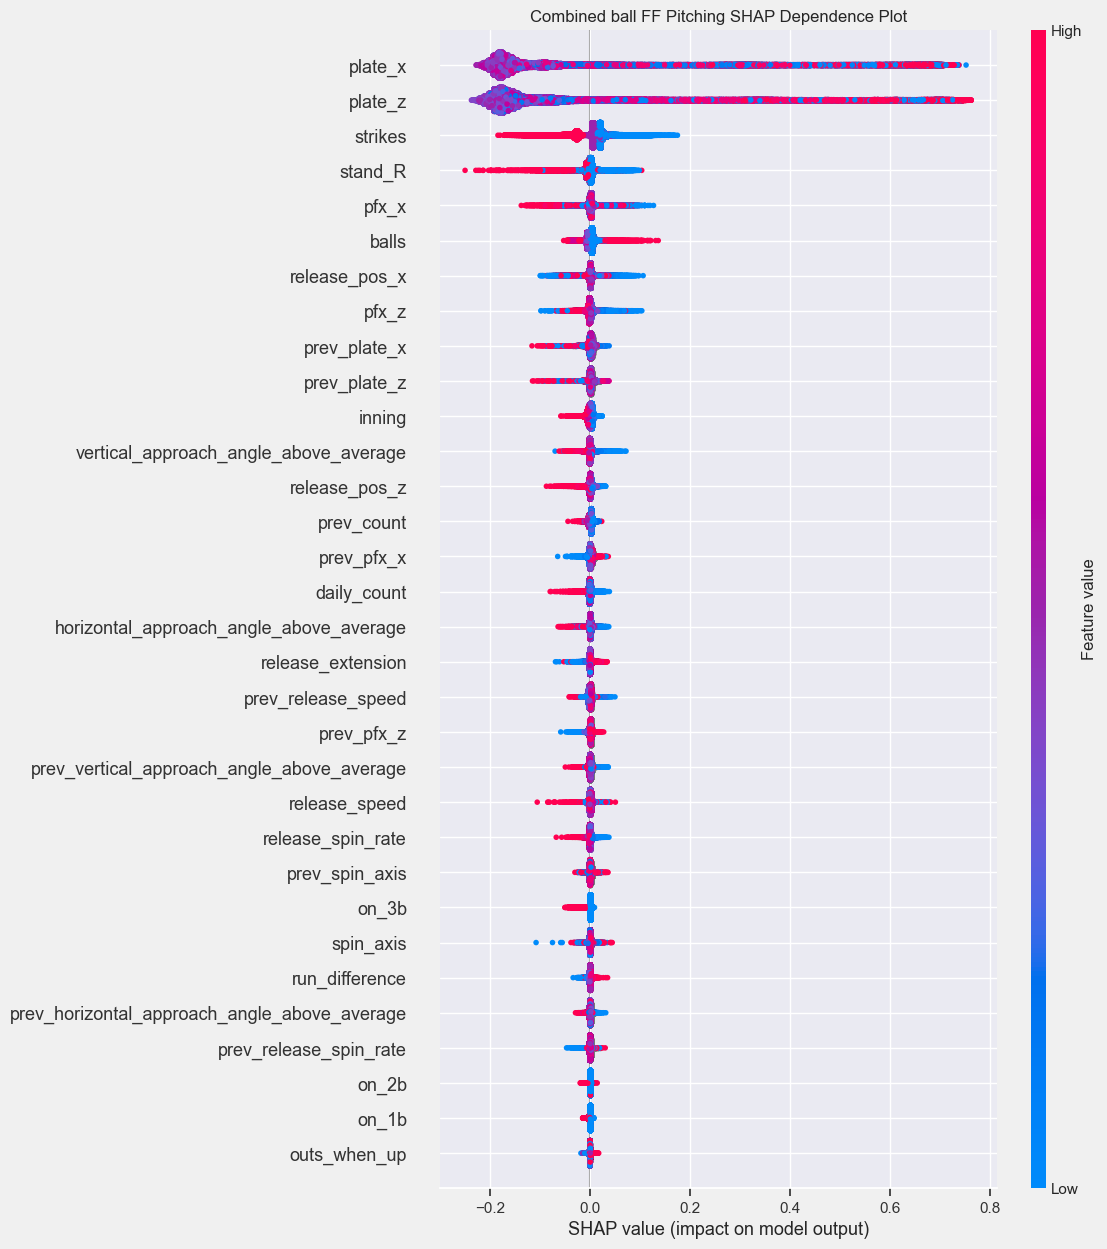 Combined ball FF Pitching SHAP Dependence Plot
High
plate_x
plate_z
strikes
stand_R
pfx_x
balls
release_pos_x
pfx_z
prev_plate_x
prev_plate_z
inning
vertical_approach_angle_above_average
release_pos_z
prev_count
prev_pfx_x
daily_count
horizontal_approach_angle_above_average
release_extension
prev_release_speed
prev_pfx_z
prev_vertical_approach_angle_above_average
release_speed
release_spin_rate
prev_spin_axis
on_3b
spin_axis
run_difference
prev_horizontal_approach_angle_above_average
prev_release_spin_rate
on_2b
on_1b
outs_when_up
Feature value
Low
−0.2 0.0 0.2 0.4 0.6 0.8
SHAP value (impact on model output)